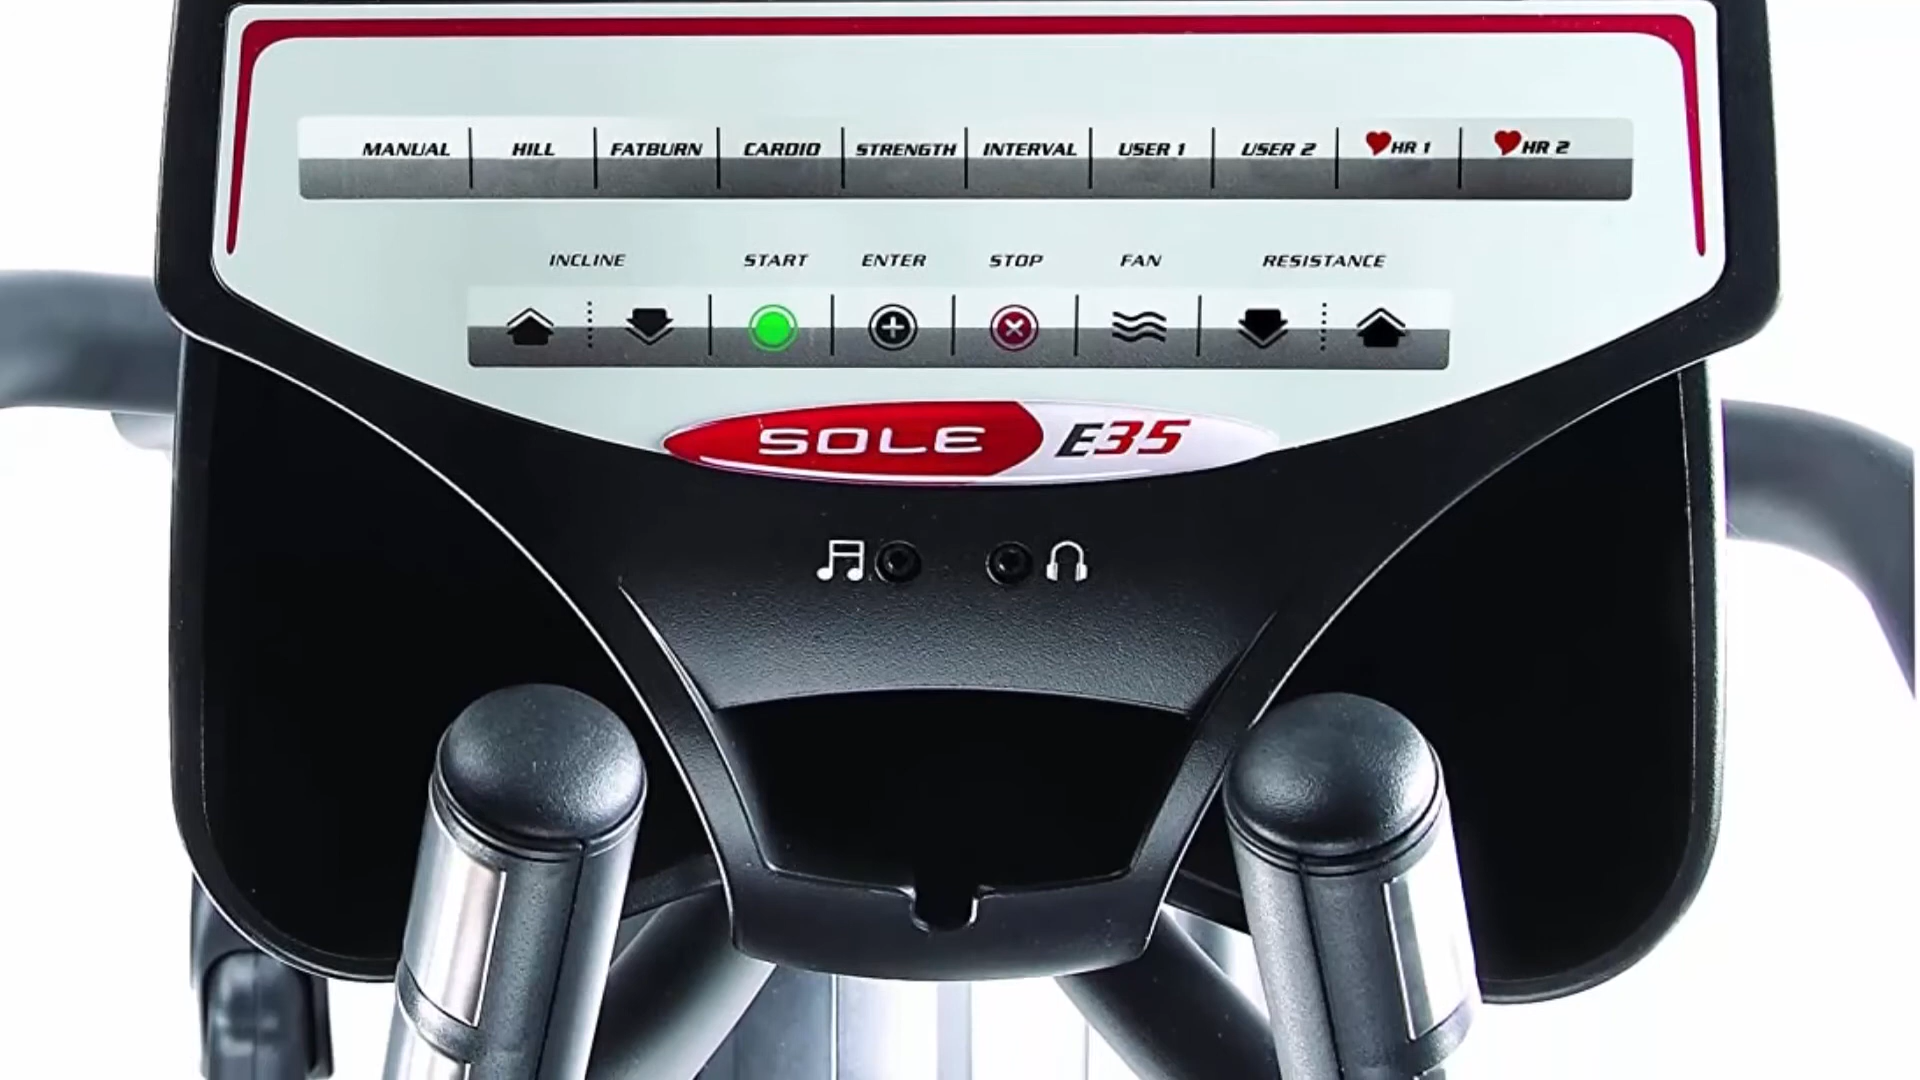 MANUAL HILL FATBURN CARDIO STRENGTH INTERVAL USER 1 USER 2 HR 1 HR 2
INCLINE START ENTER STOP FAN RESISTANCE
SOLE E35